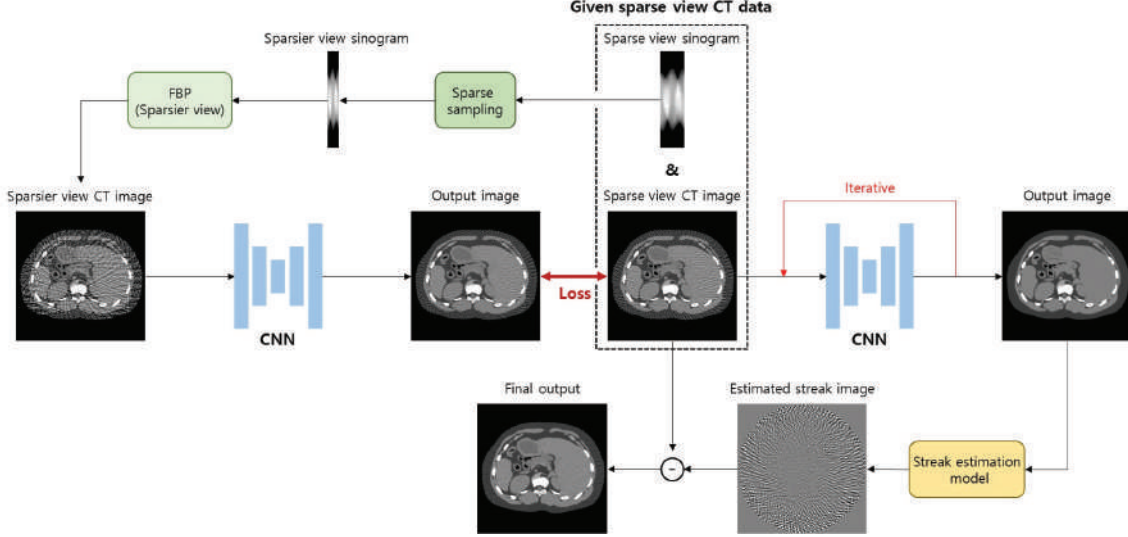 Given sparse view CT data
Sparsier view sinogram
Sparse view sinogram
FBP
(Sparsier view)
Sparse
sampling
&
Sparsier view CT image
Output image
Sparse view CT image
Iterative
Output image
Loss
CNN
CNN
Final output
Estimated streak image
Streak estimation
model
-